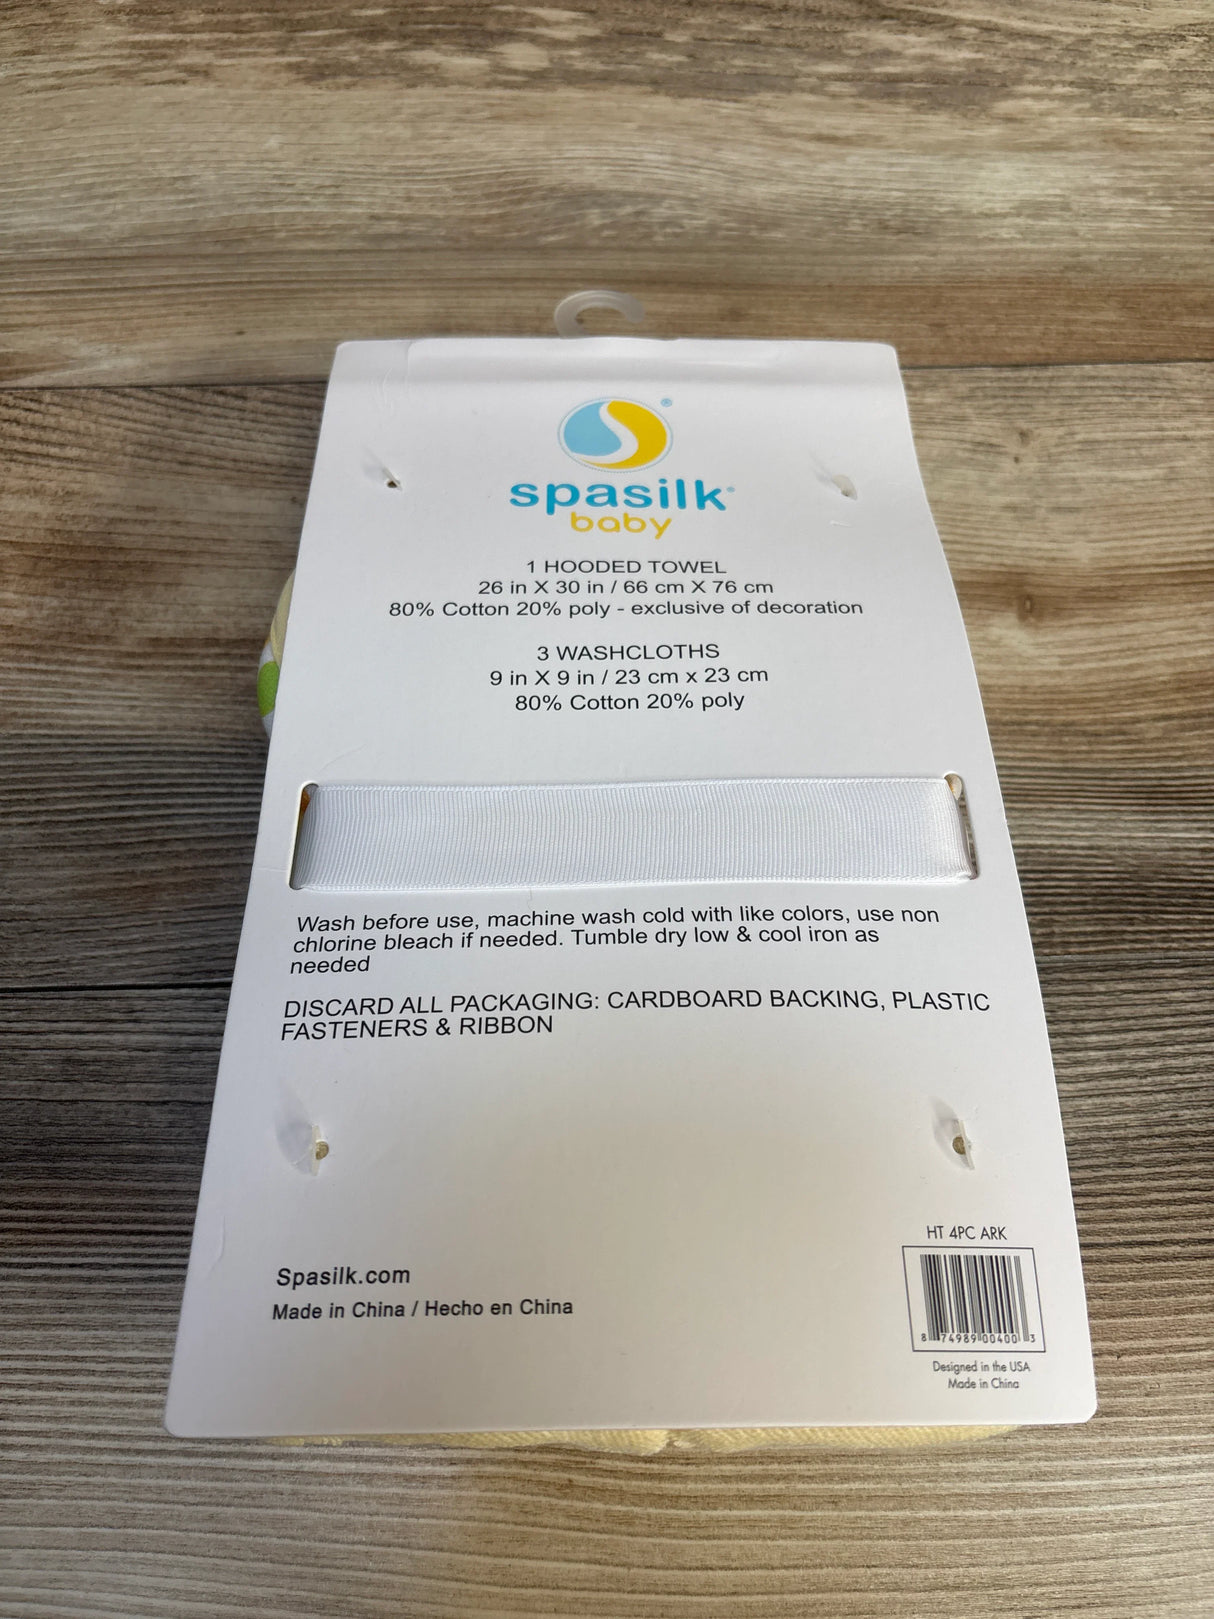 ®
spasilk®
baby
1 HOODED TOWEL
26 in X 30 in / 66 cm X 76 cm
80% Cotton 20% poly - exclusive of decoration
3 WASHCLOTHS
9 in X 9 in / 23 cm x 23 cm
80% Cotton 20% poly
Wash before use, machine wash cold with like colors, use non
chlorine bleach if needed. Tumble dry low & cool iron as
needed
DISCARD ALL PACKAGING: CARDBOARD BACKING, PLASTIC
FASTENERS & RIBBON
Spasilk.com
Made in China / Hecho en China
HT 4PC ARK
8 74989 00400 3
Designed in the USA
Made in China